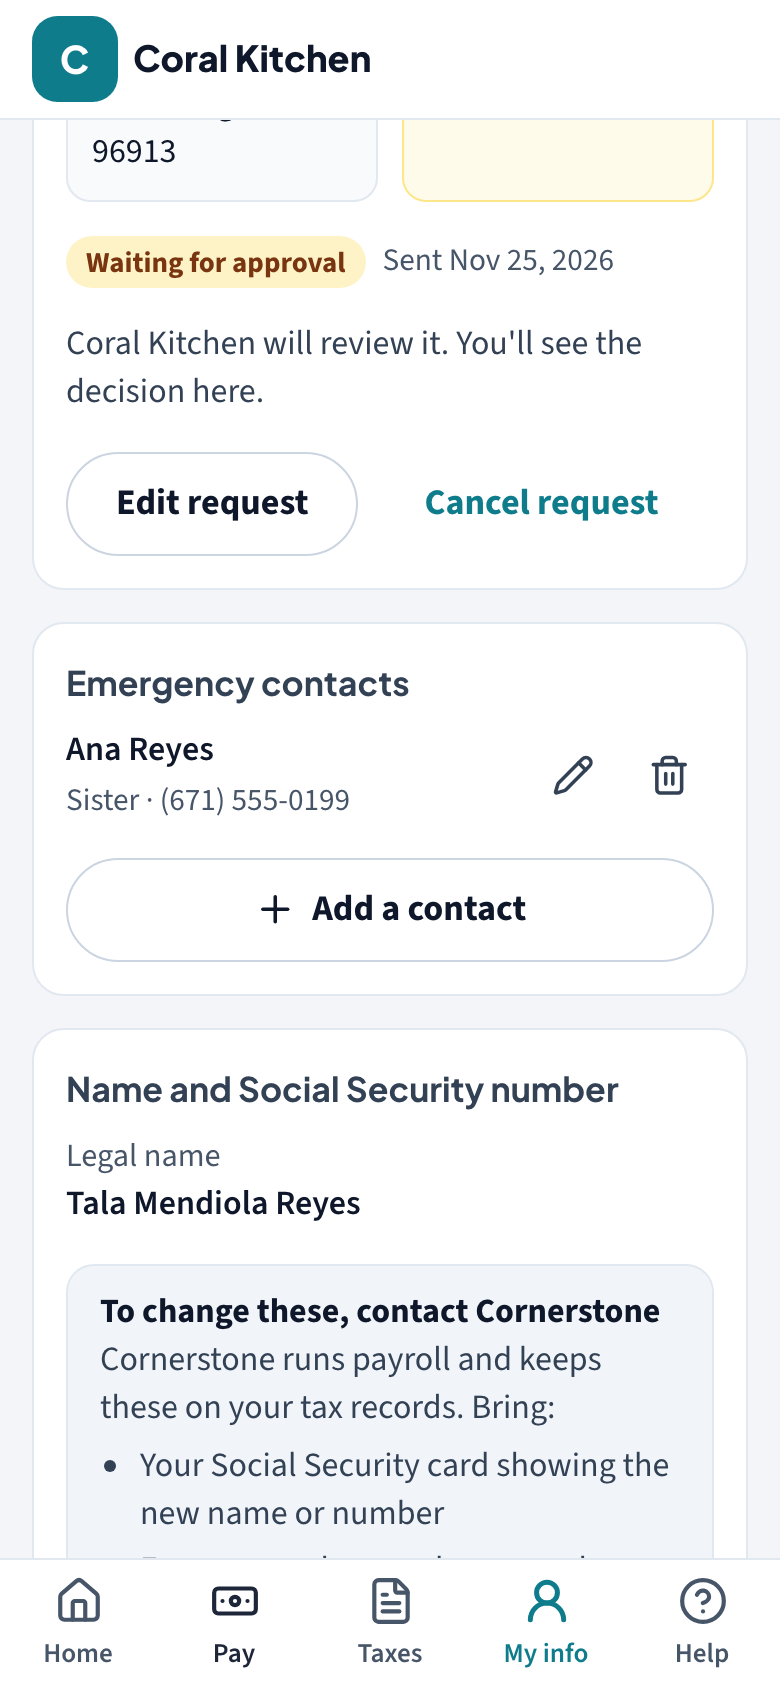 C
Coral Kitchen
96913
Waiting for approval
Sent Nov 25, 2026
Coral Kitchen will review it. You'll see the
decision here.
Edit request
Cancel request
Emergency contacts
Ana Reyes
Sister · (671) 555-0199
Add a contact
Name and Social Security number
Legal name
Tala Mendiola Reyes
To change these, contact Cornerstone
Cornerstone runs payroll and keeps
these on your tax records. Bring:
• Your Social Security card showing the
new name or number
Home
Pay
Taxes
My info
Help